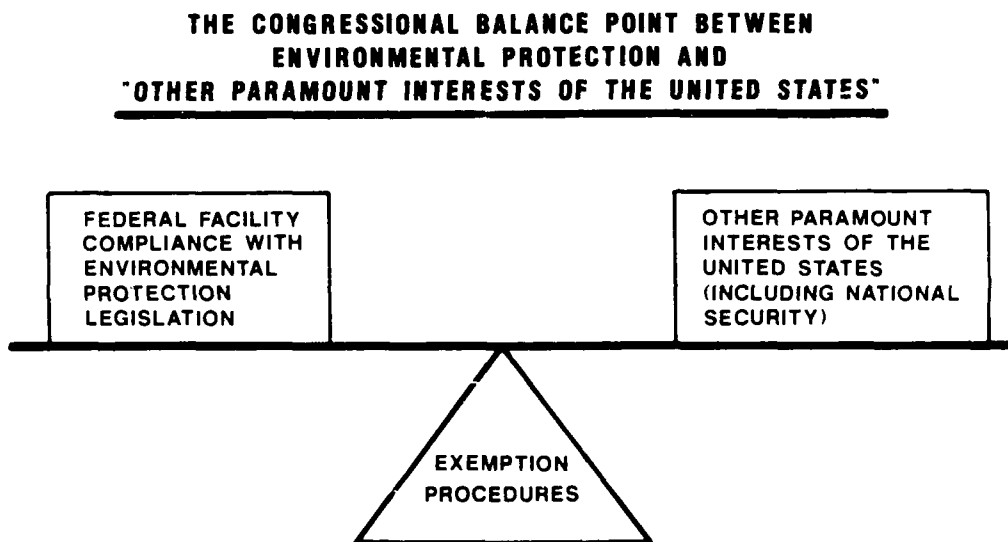 THE CONGRESSIONAL BALANCE POINT BETWEEN
ENVIRONMENTAL PROTECTION AND
"OTHER PARAMOUNT INTERESTS OF THE UNITED STATES"
FEDERAL FACILITY
COMPLIANCE WITH
ENVIRONMENTAL
PROTECTION
LEGISLATION
OTHER PARAMOUNT
INTERESTS OF THE
UNITED STATES
(INCLUDING NATIONAL
SECURITY)
EXEMPTION
PROCEDURES